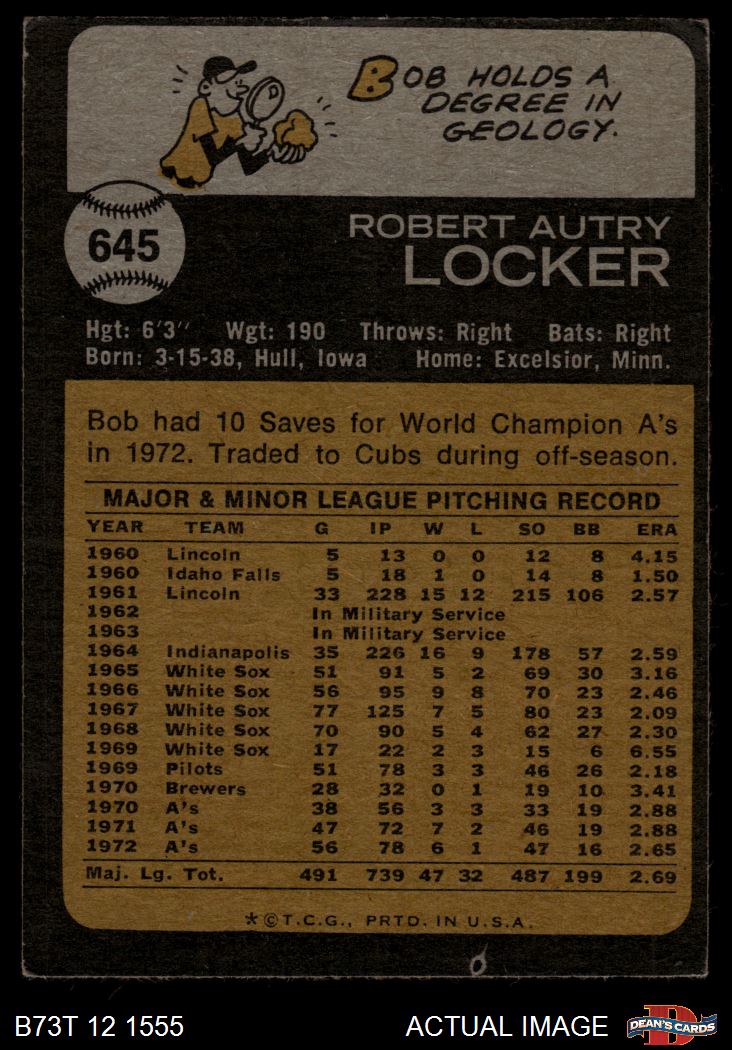 BOB HOLDS A
DEGREE IN
GEOLOGY.
645
ROBERT AUTRY
LOCKER
Hgt: 6'3" Wgt: 190 Throws: Right Bats: Right
Born: 3-15-38, Hull, Iowa Home: Excelsior, Minn.
Bob had 10 Saves for World Champion A's
in 1972. Traded to Cubs during off-season.
MAJOR & MINOR LEAGUE PITCHING RECORD
YEAR TEAM G IP W L SO BB ERA
1960 Lincoln 5 13 0 0 12 8 4.15
1960 Idaho Falls 5 18 1 0 14 8 1.50
1961 Lincoln 33 228 15 12 215 106 2.57
1962 In Military Service
1963 In Military Service
1964 Indianapolis 35 226 16 9 178 57 2.59
1965 White Sox 51 91 5 2 69 30 3.16
1966 White Sox 56 95 9 8 70 23 2.46
1967 White Sox 77 125 7 5 80 23 2.09
1968 White Sox 70 90 5 4 62 27 2.30
1969 White Sox 17 22 2 3 15 6 6.55
1969 Pilots 51 78 3 3 46 26 2.18
1970 Brewers 28 32 0 1 19 10 3.41
1970 A's 38 56 3 3 33 19 2.88
1971 A's 47 72 7 2 46 19 2.88
1972 A's 56 78 6 1 47 16 2.65
Maj. Lg. Tot. 491 739 47 32 487 199 2.69
*©T.C.G., PRTD. IN U.S.A.
B73T 12 1555 ACTUAL IMAGE DEAN'S CARDS